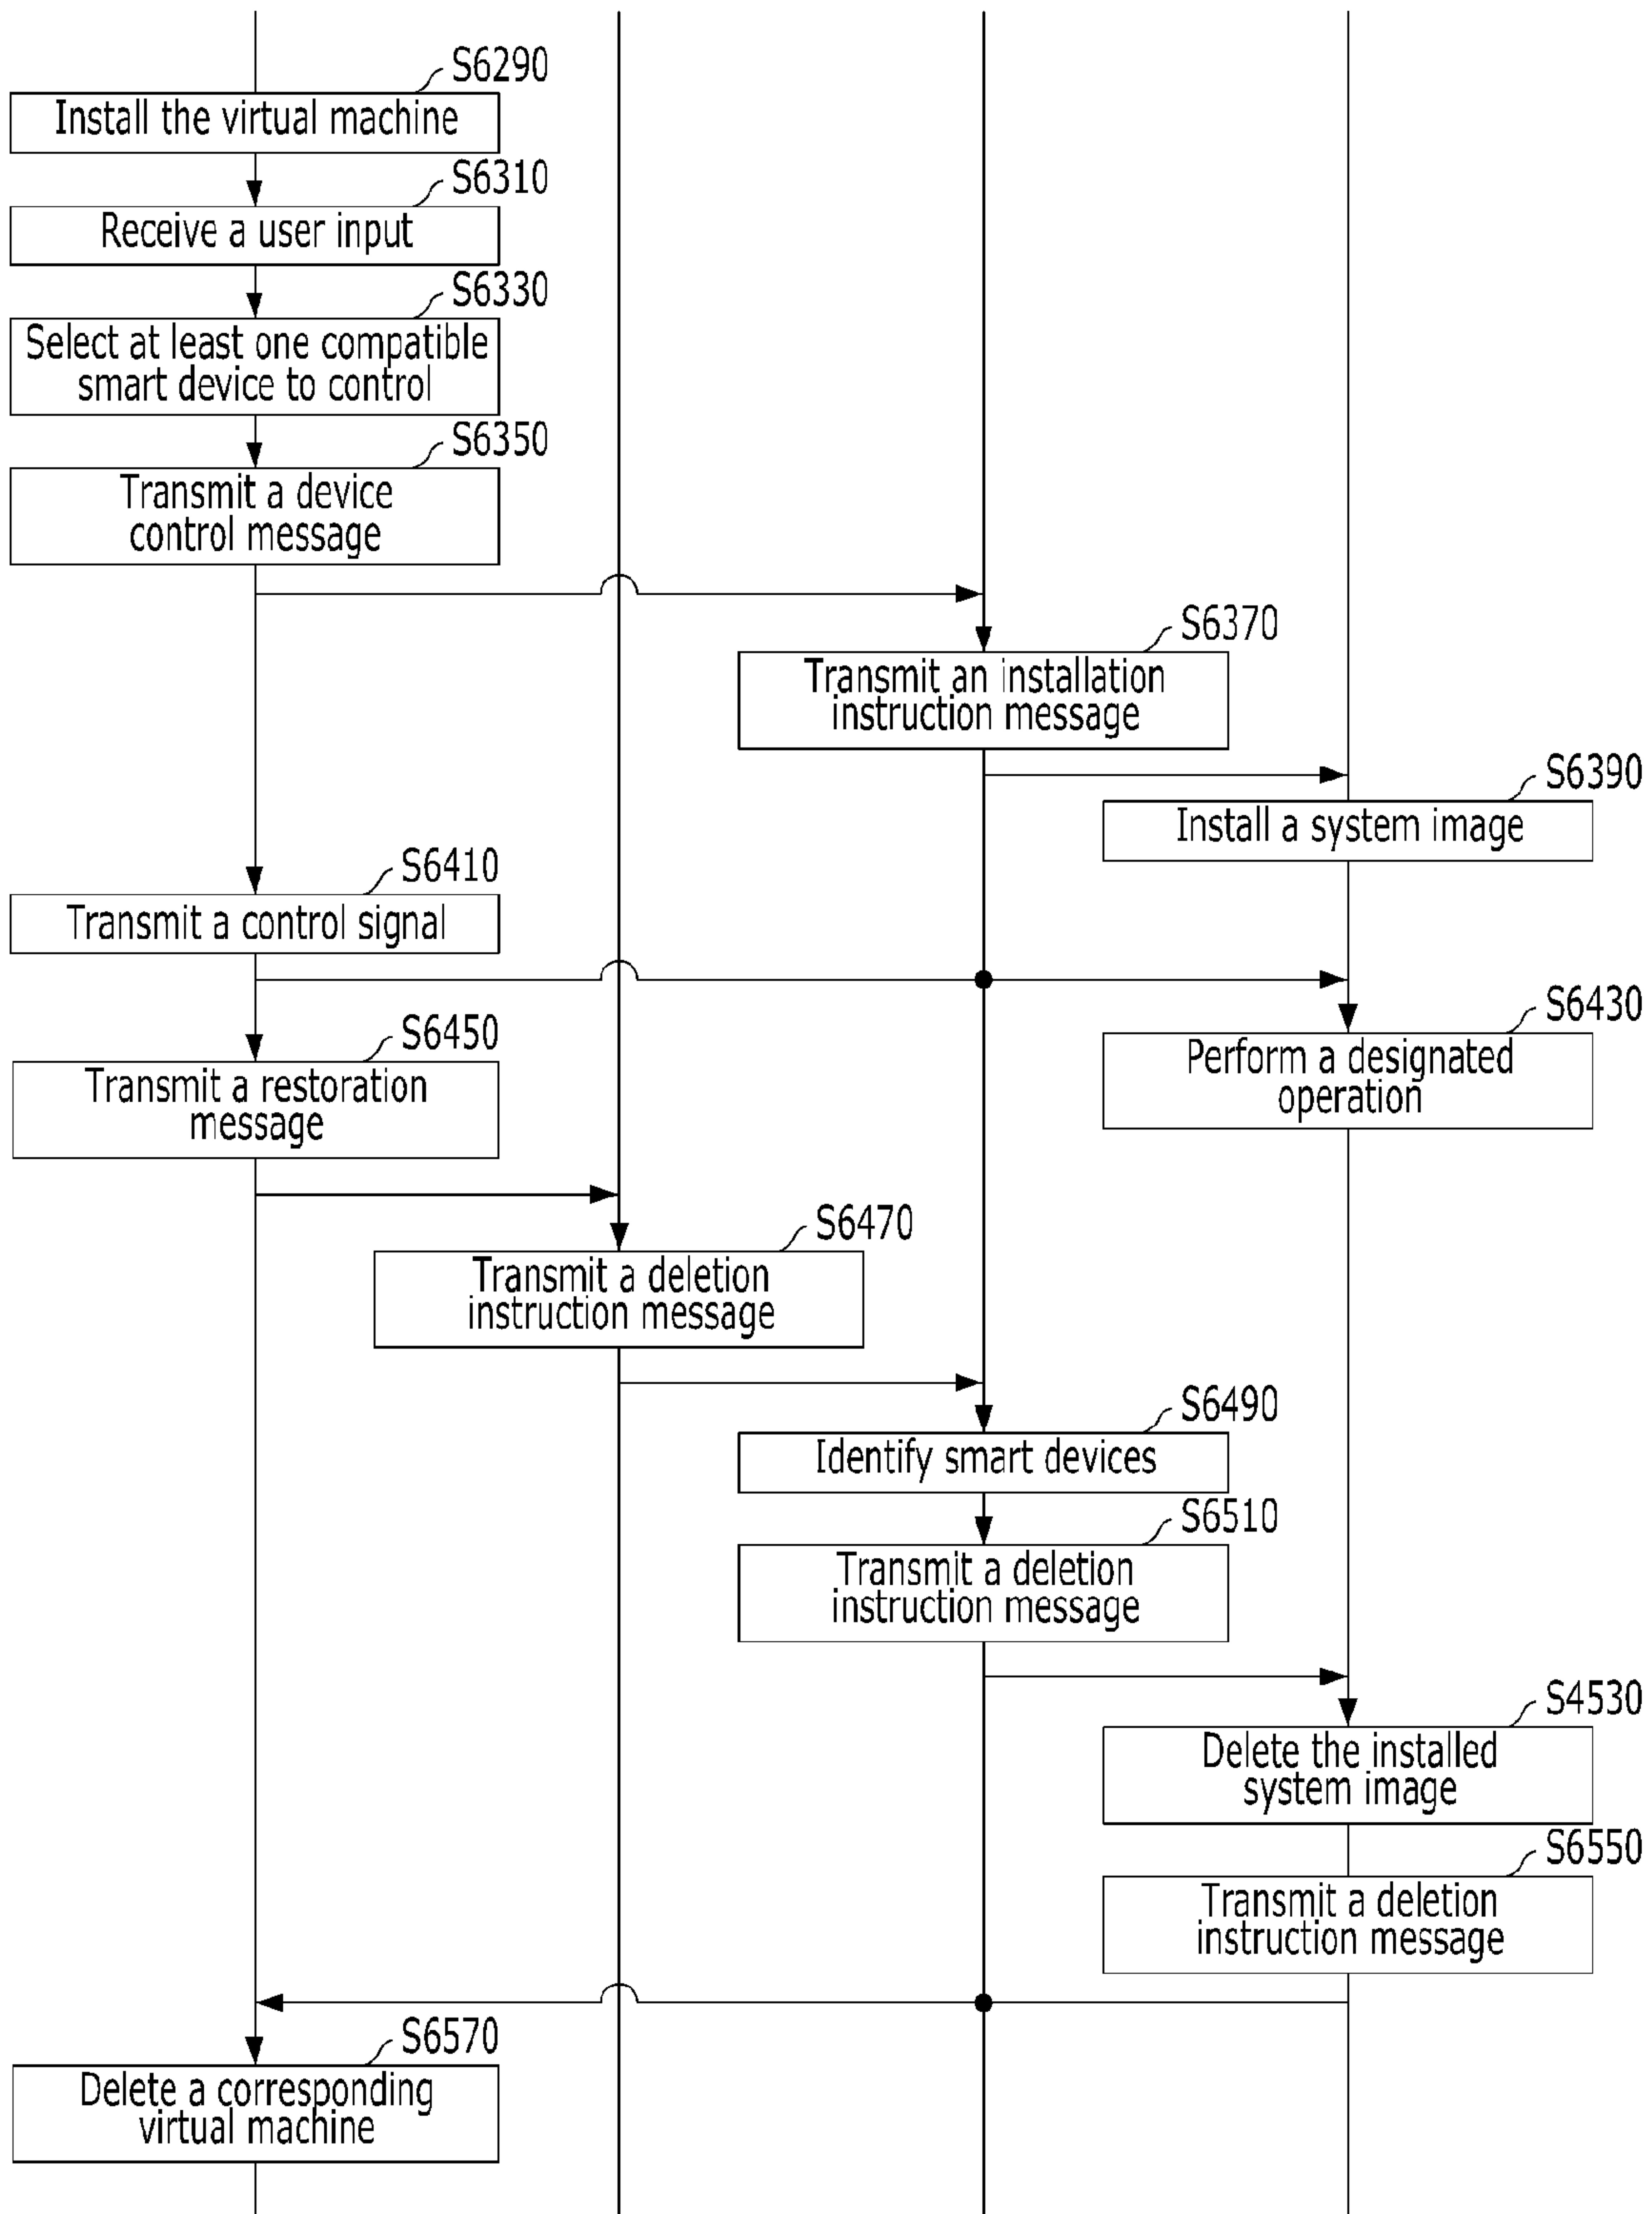 S6290
Install the virtual machine
S6310
Receive a user input
S6330
Select at least one compatible
smart device to control
S6350
Transmit a device
control message
S6370
Transmit an installation
instruction message
S6390
Install a system image
S6410
Transmit a control signal
S6430
Perform a designated
operation
S6450
Transmit a restoration
message
S6470
Transmit a deletion
instruction message
S6490
Identify smart devices
S6510
Transmit a deletion
instruction message
S4530
Delete the installed
system image
S6550
Transmit a deletion
instruction message
S6570
Delete a corresponding
virtual machine